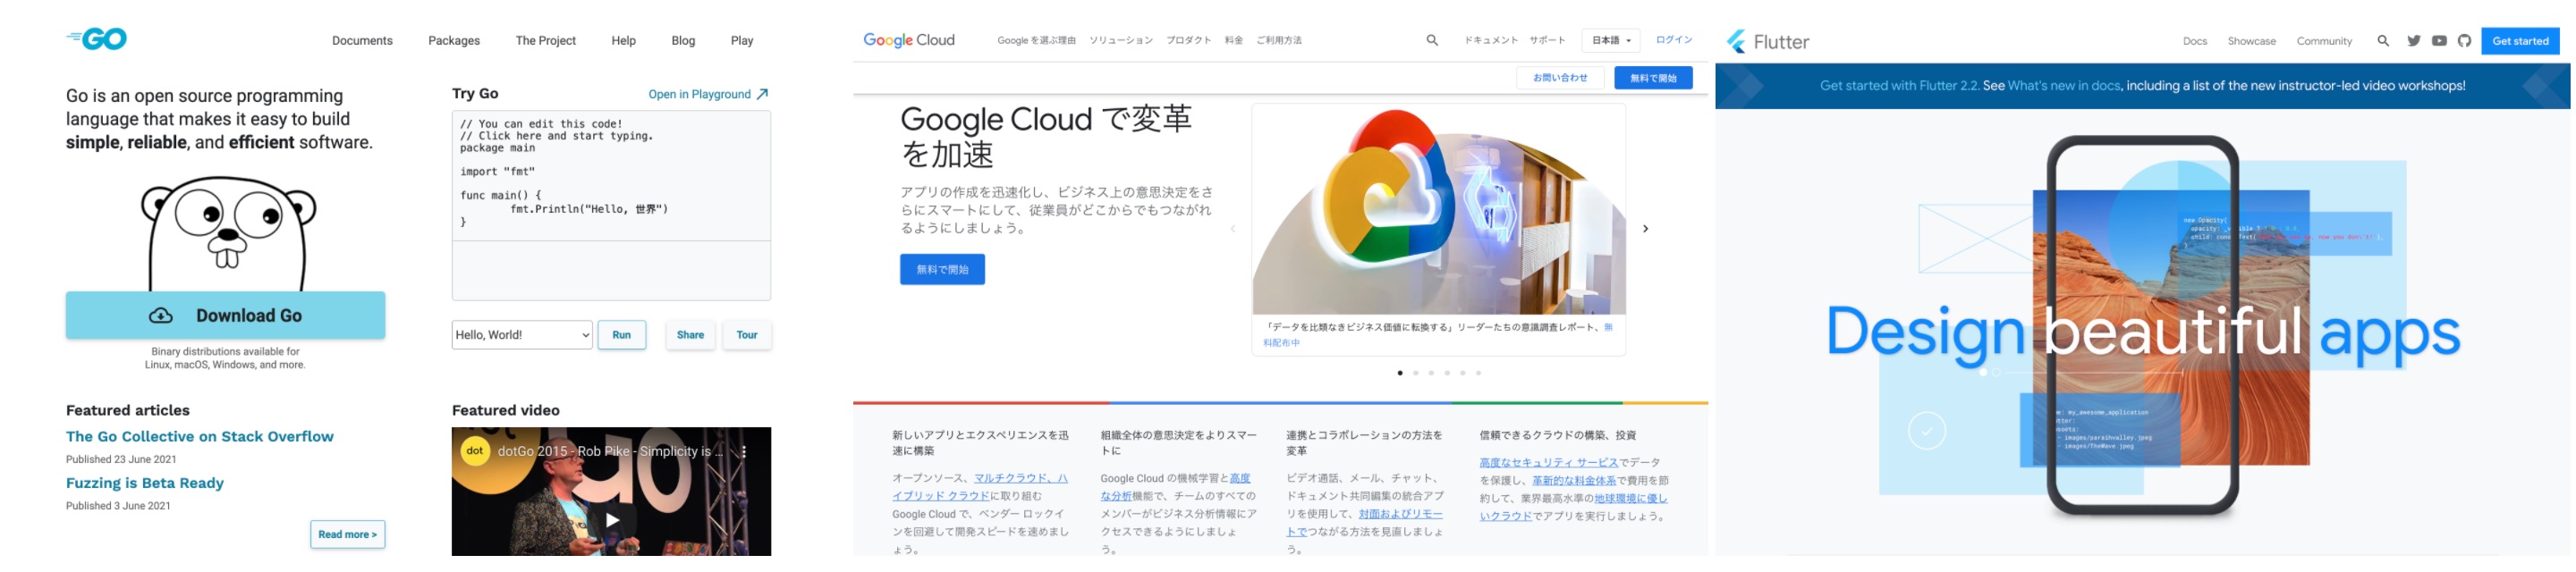 GO
Documents Packages The Project Help Blog Play
Go is an open source programming
language that makes it easy to build
simple, reliable, and efficient software.
Download Go
Binary distributions available for
Linux, macOS, Windows, and more.
Featured articles
The Go Collective on Stack Overflow
Published 23 June 2021
Fuzzing is Beta Ready
Published 3 June 2021
Read more >
Try Go
Open in Playground
// You can edit this code!
// Click here and start typing.
package main
import "fmt"
func main() {
fmt.Println("Hello, 世界")
}
Hello, World!
Run
Share
Tour
Featured video
dot
dotGo 2015 - Rob Pike - Simplicity is ...
Google Cloud
Google を選ぶ理由 ソリューション プロダクト 料金 ご利用方法
ドキュメント サポート 日本語 ログイン
お問い合わせ 無料で開始
Google Cloud で変革
を加速
アプリの作成を迅速化し、ビジネス上の意思決定をさ
らにスマートにして、従業員がどこからでもつながれ
るようにしましょう。
無料で開始
「データを比類なきビジネス価値に転換する」リーダーたちの意識調査レポート、無
料配布中
新しいアプリとエクスペリエンスを迅
速に構築
オープンソース、マルチクラウド、ハ
イブリッド クラウドに取り組む
Google Cloud で、ベンダー ロックイ
ンを回避して開発スピードを速めまし
ょう。
組織全体の意思決定をよりスマー
トに
Google Cloud の機械学習と高度
な分析機能で、チームのすべての
メンバーがビジネス分析情報にア
クセスできるようにしましょ
う。
連携とコラボレーションの方法を
変革
ビデオ通話、メール、チャット、
ドキュメント共同編集の統合アプ
リを使用して、対面およびリモー
トでつながる方法を見直しましょ
う。
信頼できるクラウドの構築、投資
高度なセキュリティ サービスでデータ
を保護し、革新的な料金体系で費用を節
約して、業界最高水準の地球環境に優し
いクラウドでアプリを実行しましょう。
Flutter
Docs Showcase Community
Get started
Get started with Flutter 2.2. See What's new in docs, including a list of the new instructor-led video workshops!
new Opacity(
opacity:
child:
Design beautiful apps
my_awesome_application
- images/parainvalley.jpeg
- images/TheWave.jpeg